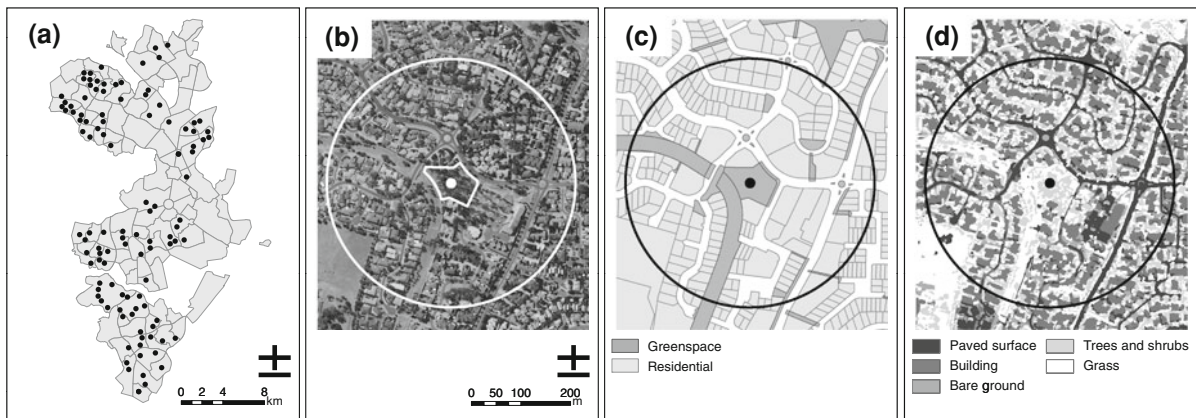 (a)
0 2 4 8
km
(b)
0 50 100 200
m
(c)
Greenspace
Residential
(d)
Paved surface
Building
Bare ground
Trees and shrubs
Grass